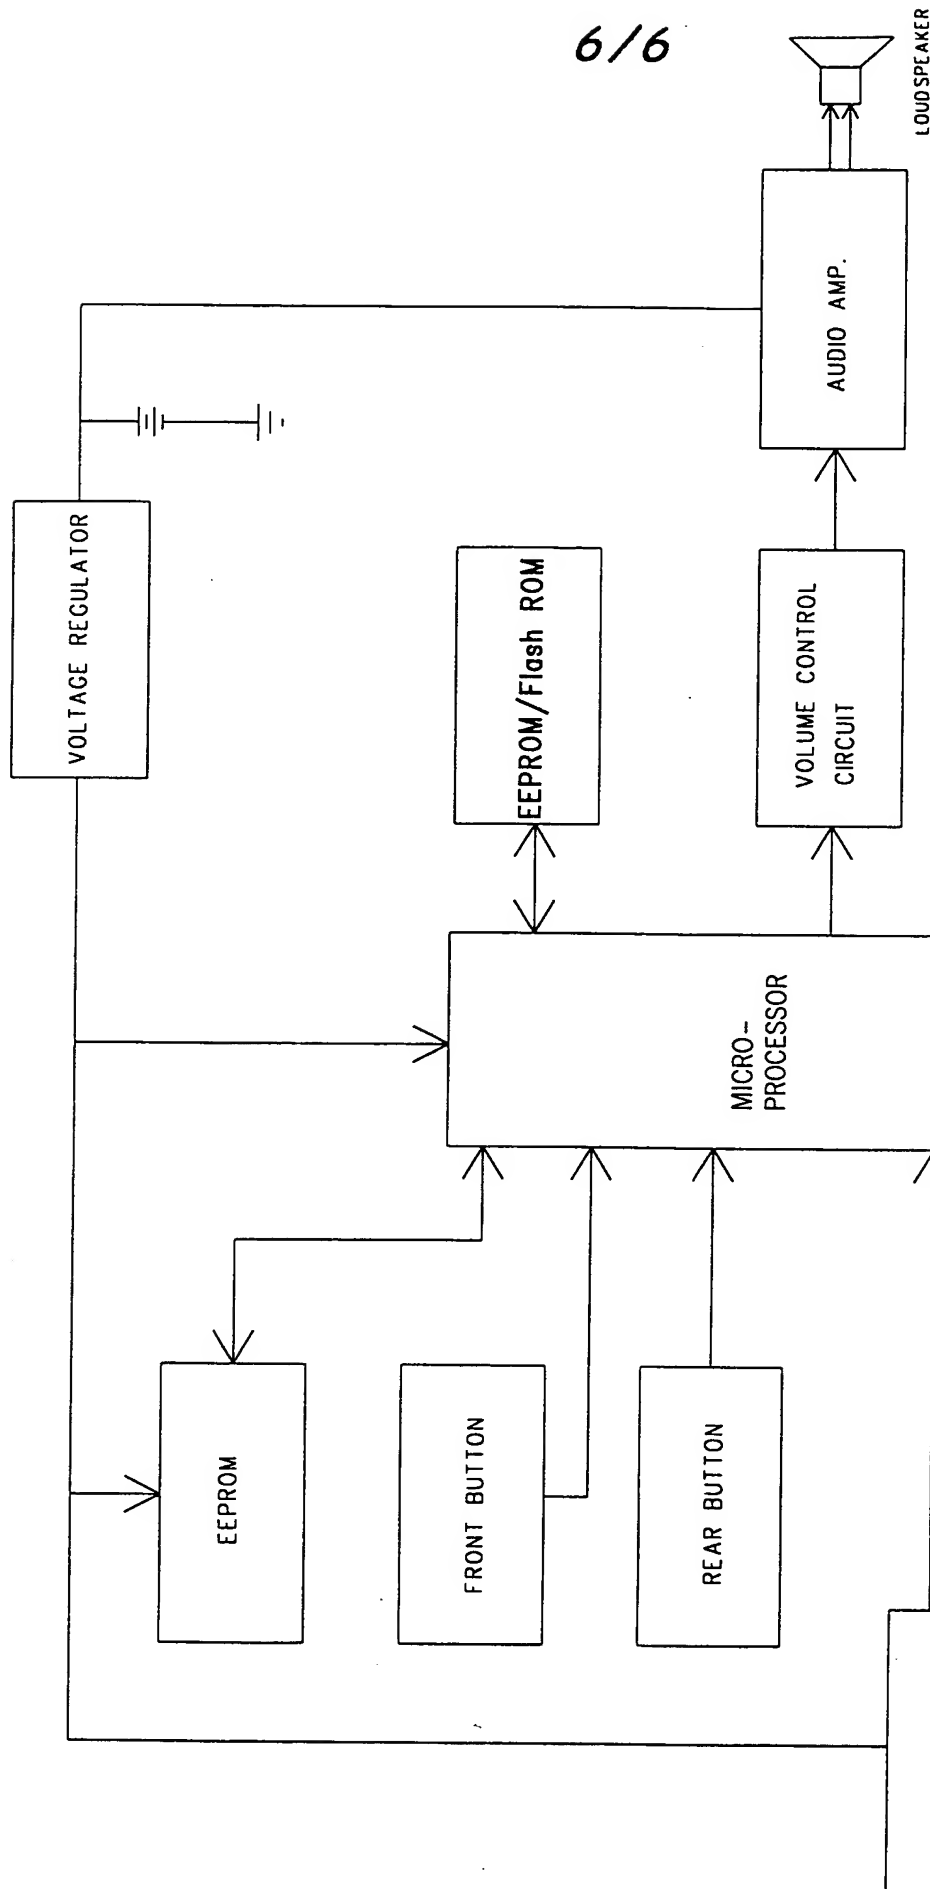 6/6
VOLTAGE REGULATOR
EEPROM
EEPROM/Flash ROM
FRONT BUTTON
REAR BUTTON
MICRO-
PROCESSOR
VOLUME CONTROL
CIRCUIT
AUDIO AMP.
LOUDSPEAKER